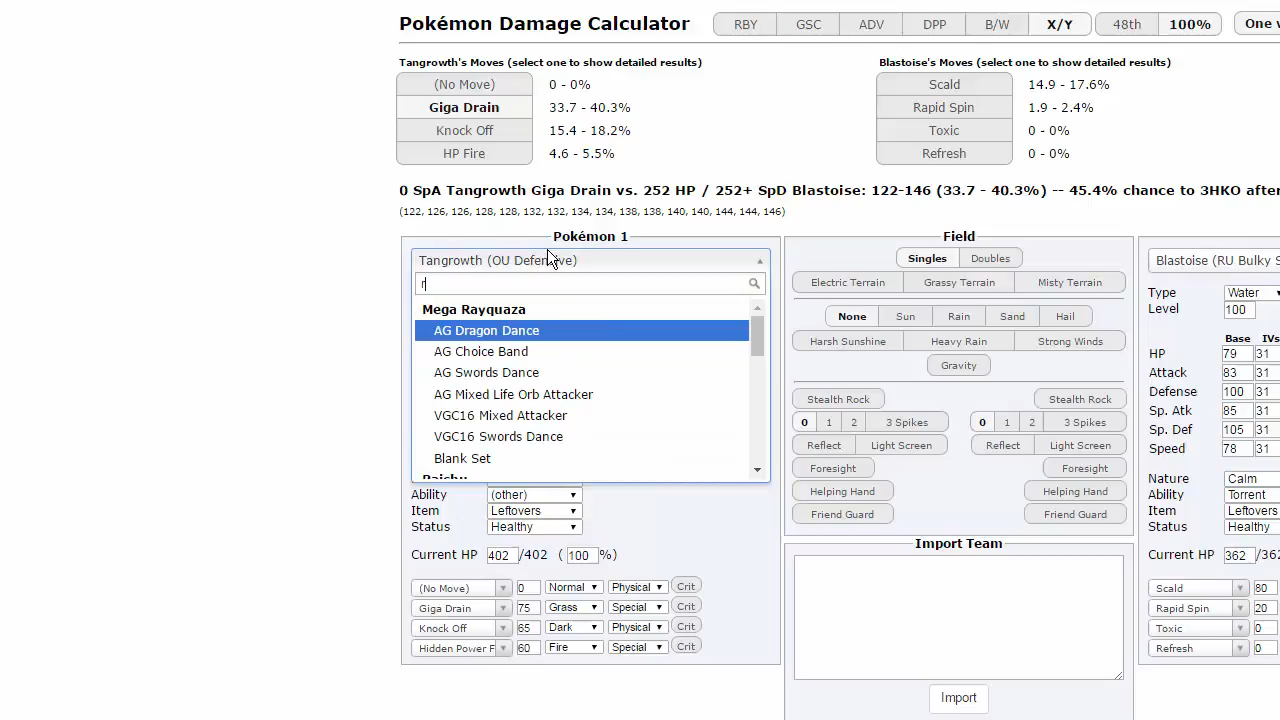 Pokémon Damage Calculator RBY GSC ADV DPP B/W X/Y 48th 100% One
Tangrowth's Moves (select one to show detailed results)
(No Move) 0 - 0%
Giga Drain 33.7 - 40.3%
Knock Off 15.4 - 18.2%
HP Fire 4.6 - 5.5%
Blastoise's Moves (select one to show detailed results)
Scald 14.9 - 17.6%
Rapid Spin 1.9 - 2.4%
Toxic 0 - 0%
Refresh 0 - 0%
0 SpA Tangrowth Giga Drain vs. 252 HP / 252+ SpD Blastoise: 122-146 (33.7 - 40.3%) -- 45.4% chance to 3HKO after
(122, 126, 126, 128, 128, 132, 132, 134, 134, 138, 138, 140, 140, 144, 144, 146)
Pokémon 1
Tangrowth (OU Defensive)
r
Mega Rayquaza
AG Dragon Dance
AG Choice Band
AG Swords Dance
AG Mixed Life Orb Attacker
VGC16 Mixed Attacker
VGC16 Swords Dance
Blank Set
Raichu
Ability (other)
Item Leftovers
Status Healthy
Current HP 402 /402 ( 100 %)
(No Move) 0 Normal Physical Crit
Giga Drain 75 Grass Special Crit
Knock Off 65 Dark Physical Crit
Hidden Power F 60 Fire Special Crit
Field
Singles Doubles
Electric Terrain Grassy Terrain Misty Terrain
None Sun Rain Sand Hail
Harsh Sunshine Heavy Rain Strong Winds
Gravity
Stealth Rock Stealth Rock
0 1 2 3 Spikes 0 1 2 3 Spikes
Reflect Light Screen Reflect Light Screen
Foresight Foresight
Helping Hand Helping Hand
Friend Guard Friend Guard
Import Team
Import
Blastoise (RU Bulky S
Type Water
Level 100
Base IVs
HP 79 31
Attack 83 31
Defense 100 31
Sp. Atk 85 31
Sp. Def 105 31
Speed 78 31
Nature Calm
Ability Torrent
Item Leftovers
Status Healthy
Current HP 362 /362
Scald 80
Rapid Spin 20
Toxic 0
Refresh 0